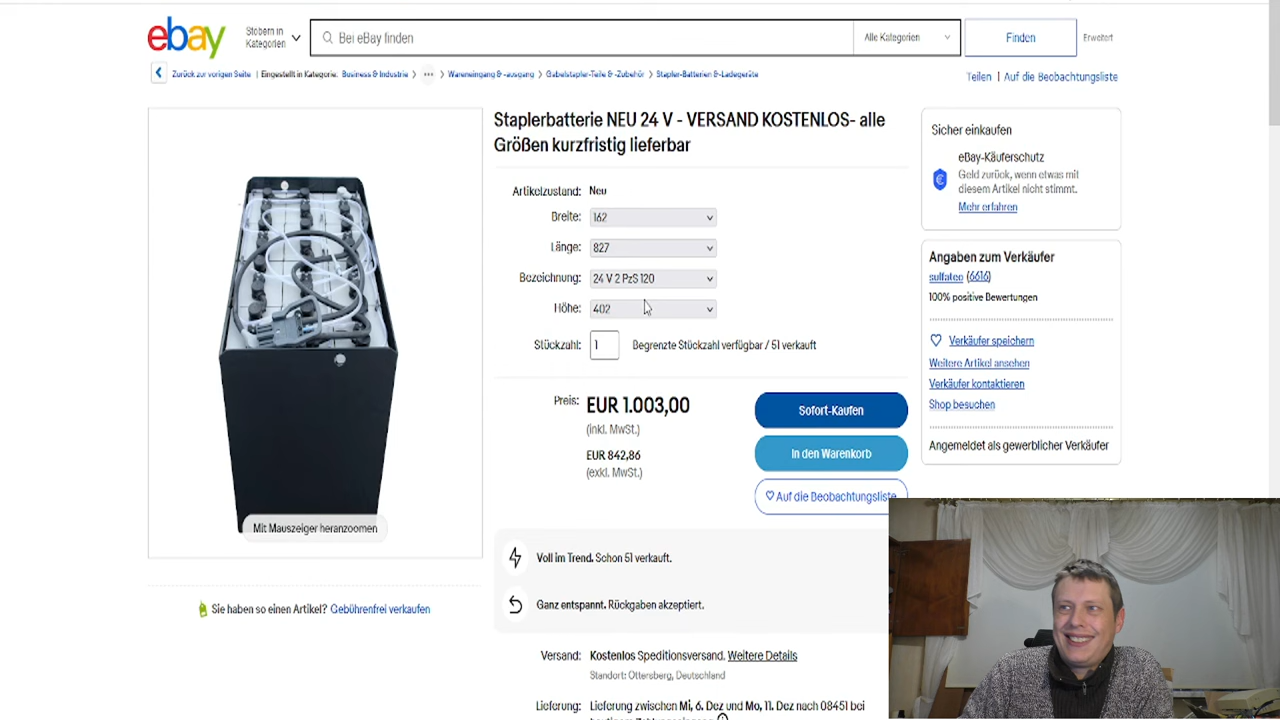 ebay
Stöbern in
Kategorien
Bei eBay finden
Alle Kategorien
Finden
Erweitert
Zurück zur vorigen Seite | Eingestellt in Kategorie: Business & Industrie > ... > Wareneingang & -ausgang > Gabelstapler-Teile & -Zubehör > Stapler-Batterien & -Ladegeräte
Teilen | Auf die Beobachtungsliste
Staplerbatterie NEU 24 V - VERSAND KOSTENLOS- alle
Größen kurzfristig lieferbar
Artikelzustand: Neu
Breite: 162
Länge: 827
Bezeichnung: 24 V 2 PzS 120
Höhe: 402
Stückzahl: 1 Begrenzte Stückzahl verfügbar / 51 verkauft
Preis: EUR 1.003,00
(inkl. MwSt.)
EUR 842,86
(exkl. MwSt.)
Sofort-Kaufen
In den Warenkorb
Auf die Beobachtungsliste
Mit Mauszeiger heranzoomen
Sie haben so einen Artikel? Gebührenfrei verkaufen
Voll im Trend. Schon 51 verkauft.
Ganz entspannt. Rückgaben akzeptiert.
Versand: Kostenlos Speditionsversand. Weitere Details
Standort: Ottersberg, Deutschland
Lieferung: Lieferung zwischen Mi, 6. Dez und Mo, 11. Dez nach 08451 bei
Sicher einkaufen
eBay-Käuferschutz
Geld zurück, wenn etwas mit
diesem Artikel nicht stimmt.
Mehr erfahren
Angaben zum Verkäufer
sulfateo (6616)
100% positive Bewertungen
Verkäufer speichern
Weitere Artikel ansehen
Verkäufer kontaktieren
Shop besuchen
Angemeldet als gewerblicher Verkäufer